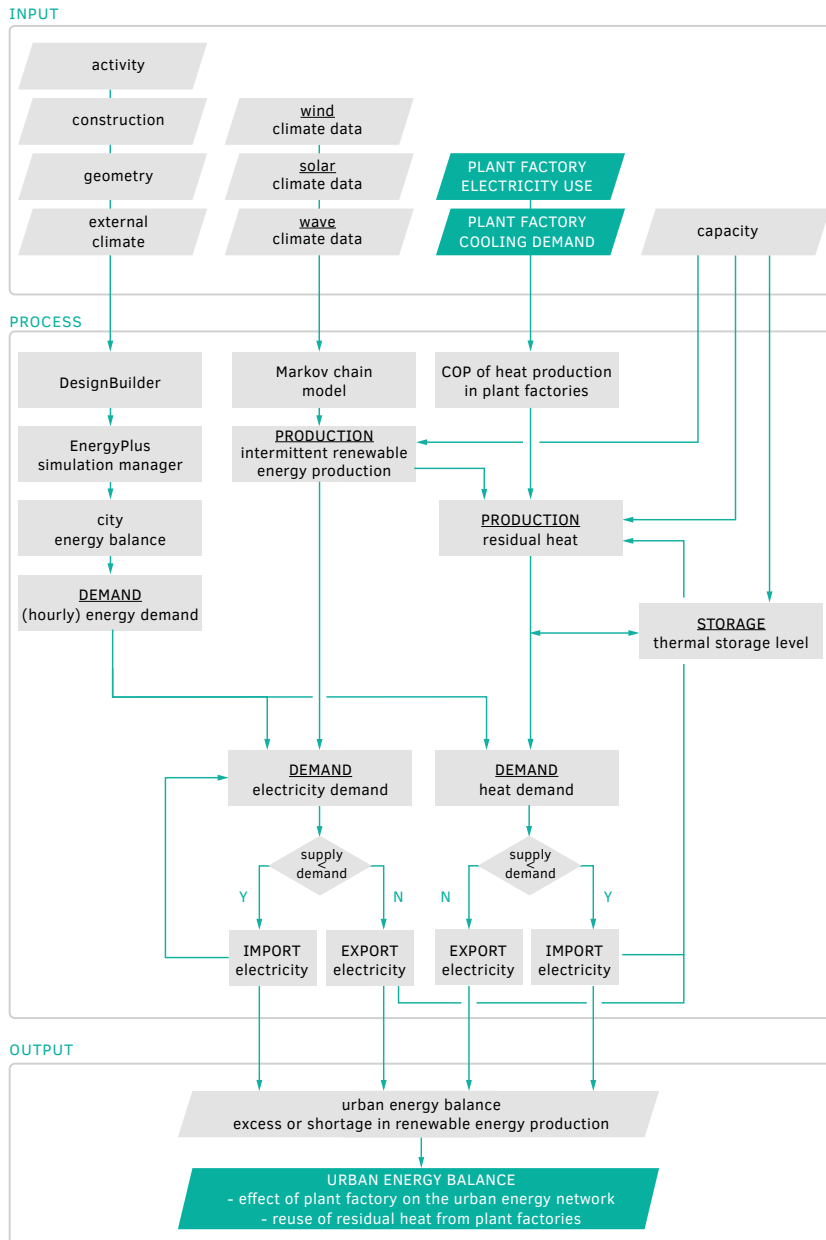 INPUT
activity
construction
geometry
external
climate
wind
climate data
solar
climate data
wave
climate data
PLANT FACTORY
ELECTRICITY USE
PLANT FACTORY
COOLING DEMAND
capacity
PROCESS
DesignBuilder
EnergyPlus
simulation manager
city
energy balance
DEMAND
(hourly) energy demand
Markov chain
model
PRODUCTION
intermittent renewable
energy production
COP of heat production
in plant factories
PRODUCTION
residual heat
STORAGE
thermal storage level
DEMAND
electricity demand
DEMAND
heat demand
supply
<
demand
supply
<
demand
Y
N
N
Y
IMPORT
electricity
EXPORT
electricity
EXPORT
electricity
IMPORT
electricity
OUTPUT
urban energy balance
excess or shortage in renewable energy production
URBAN ENERGY BALANCE
- effect of plant factory on the urban energy network
- reuse of residual heat from plant factories